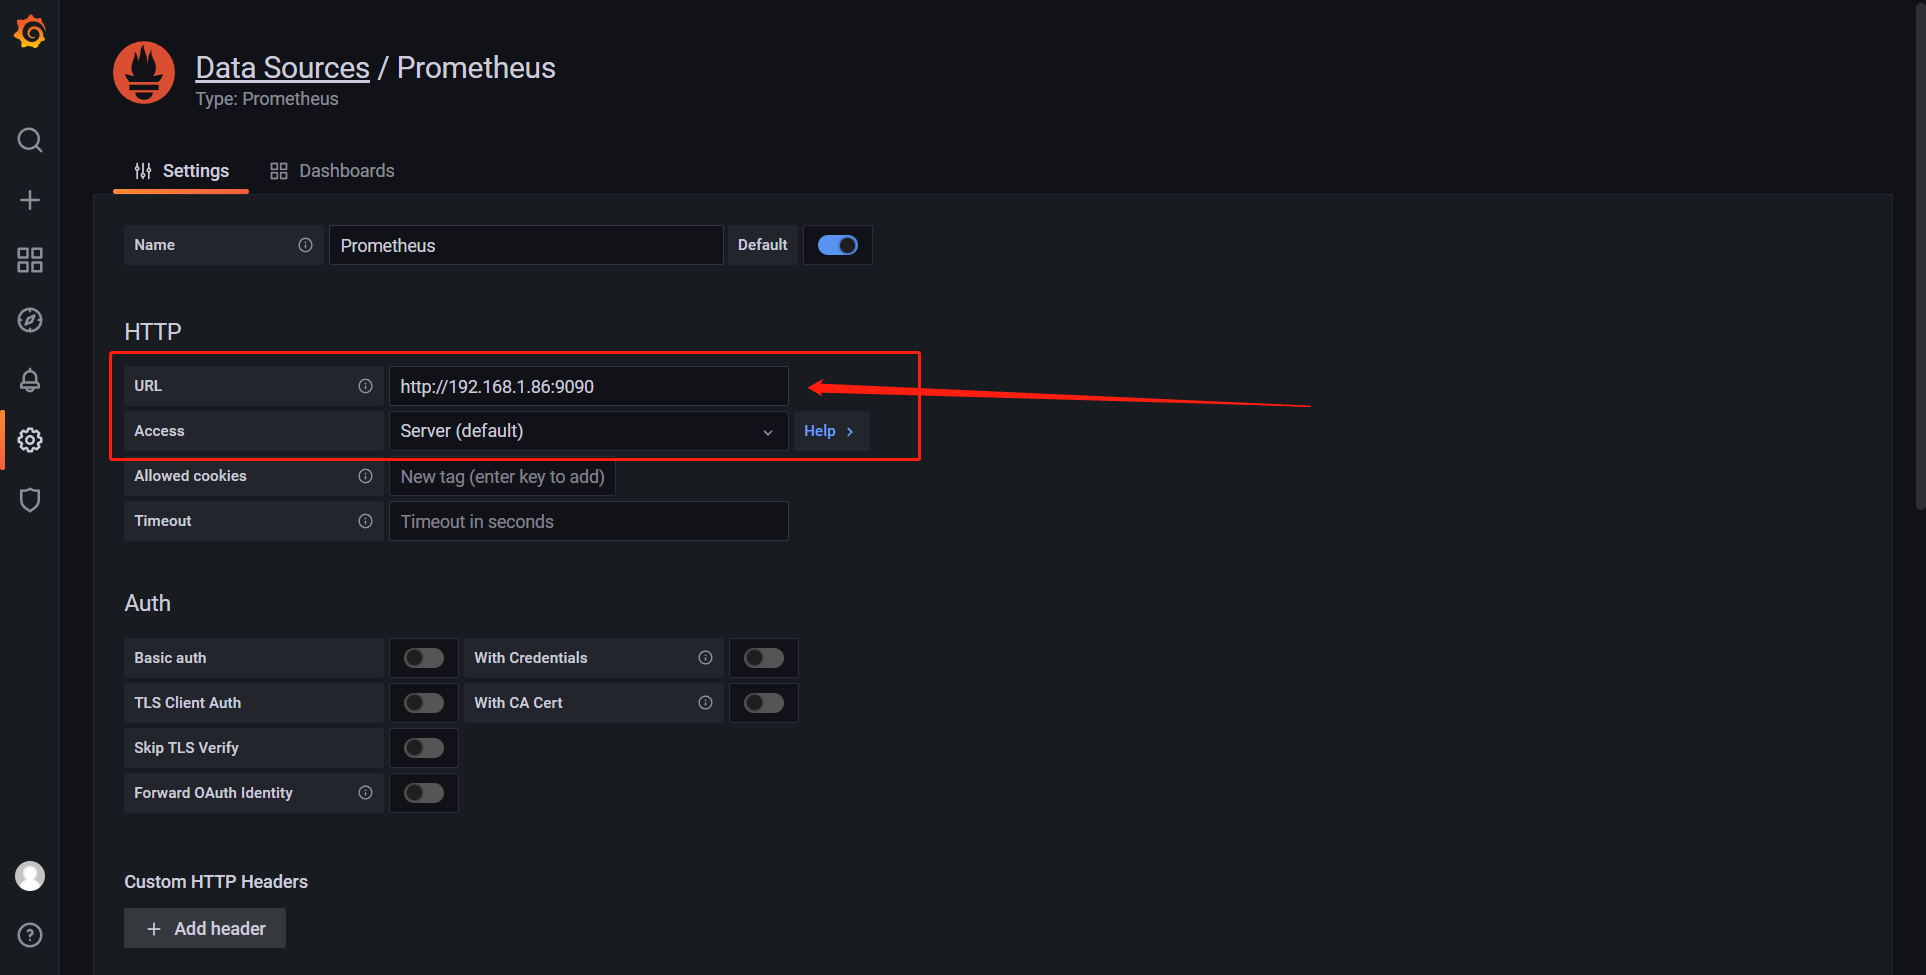 Data Sources / Prometheus
Type: Prometheus
Settings
Dashboards
Name
Prometheus
Default
HTTP
URL
http://192.168.1.86:9090
Access
Server (default)
Help
Allowed cookies
New tag (enter key to add)
Timeout
Timeout in seconds
Auth
Basic auth
With Credentials
TLS Client Auth
With CA Cert
Skip TLS Verify
Forward OAuth Identity
Custom HTTP Headers
Add header